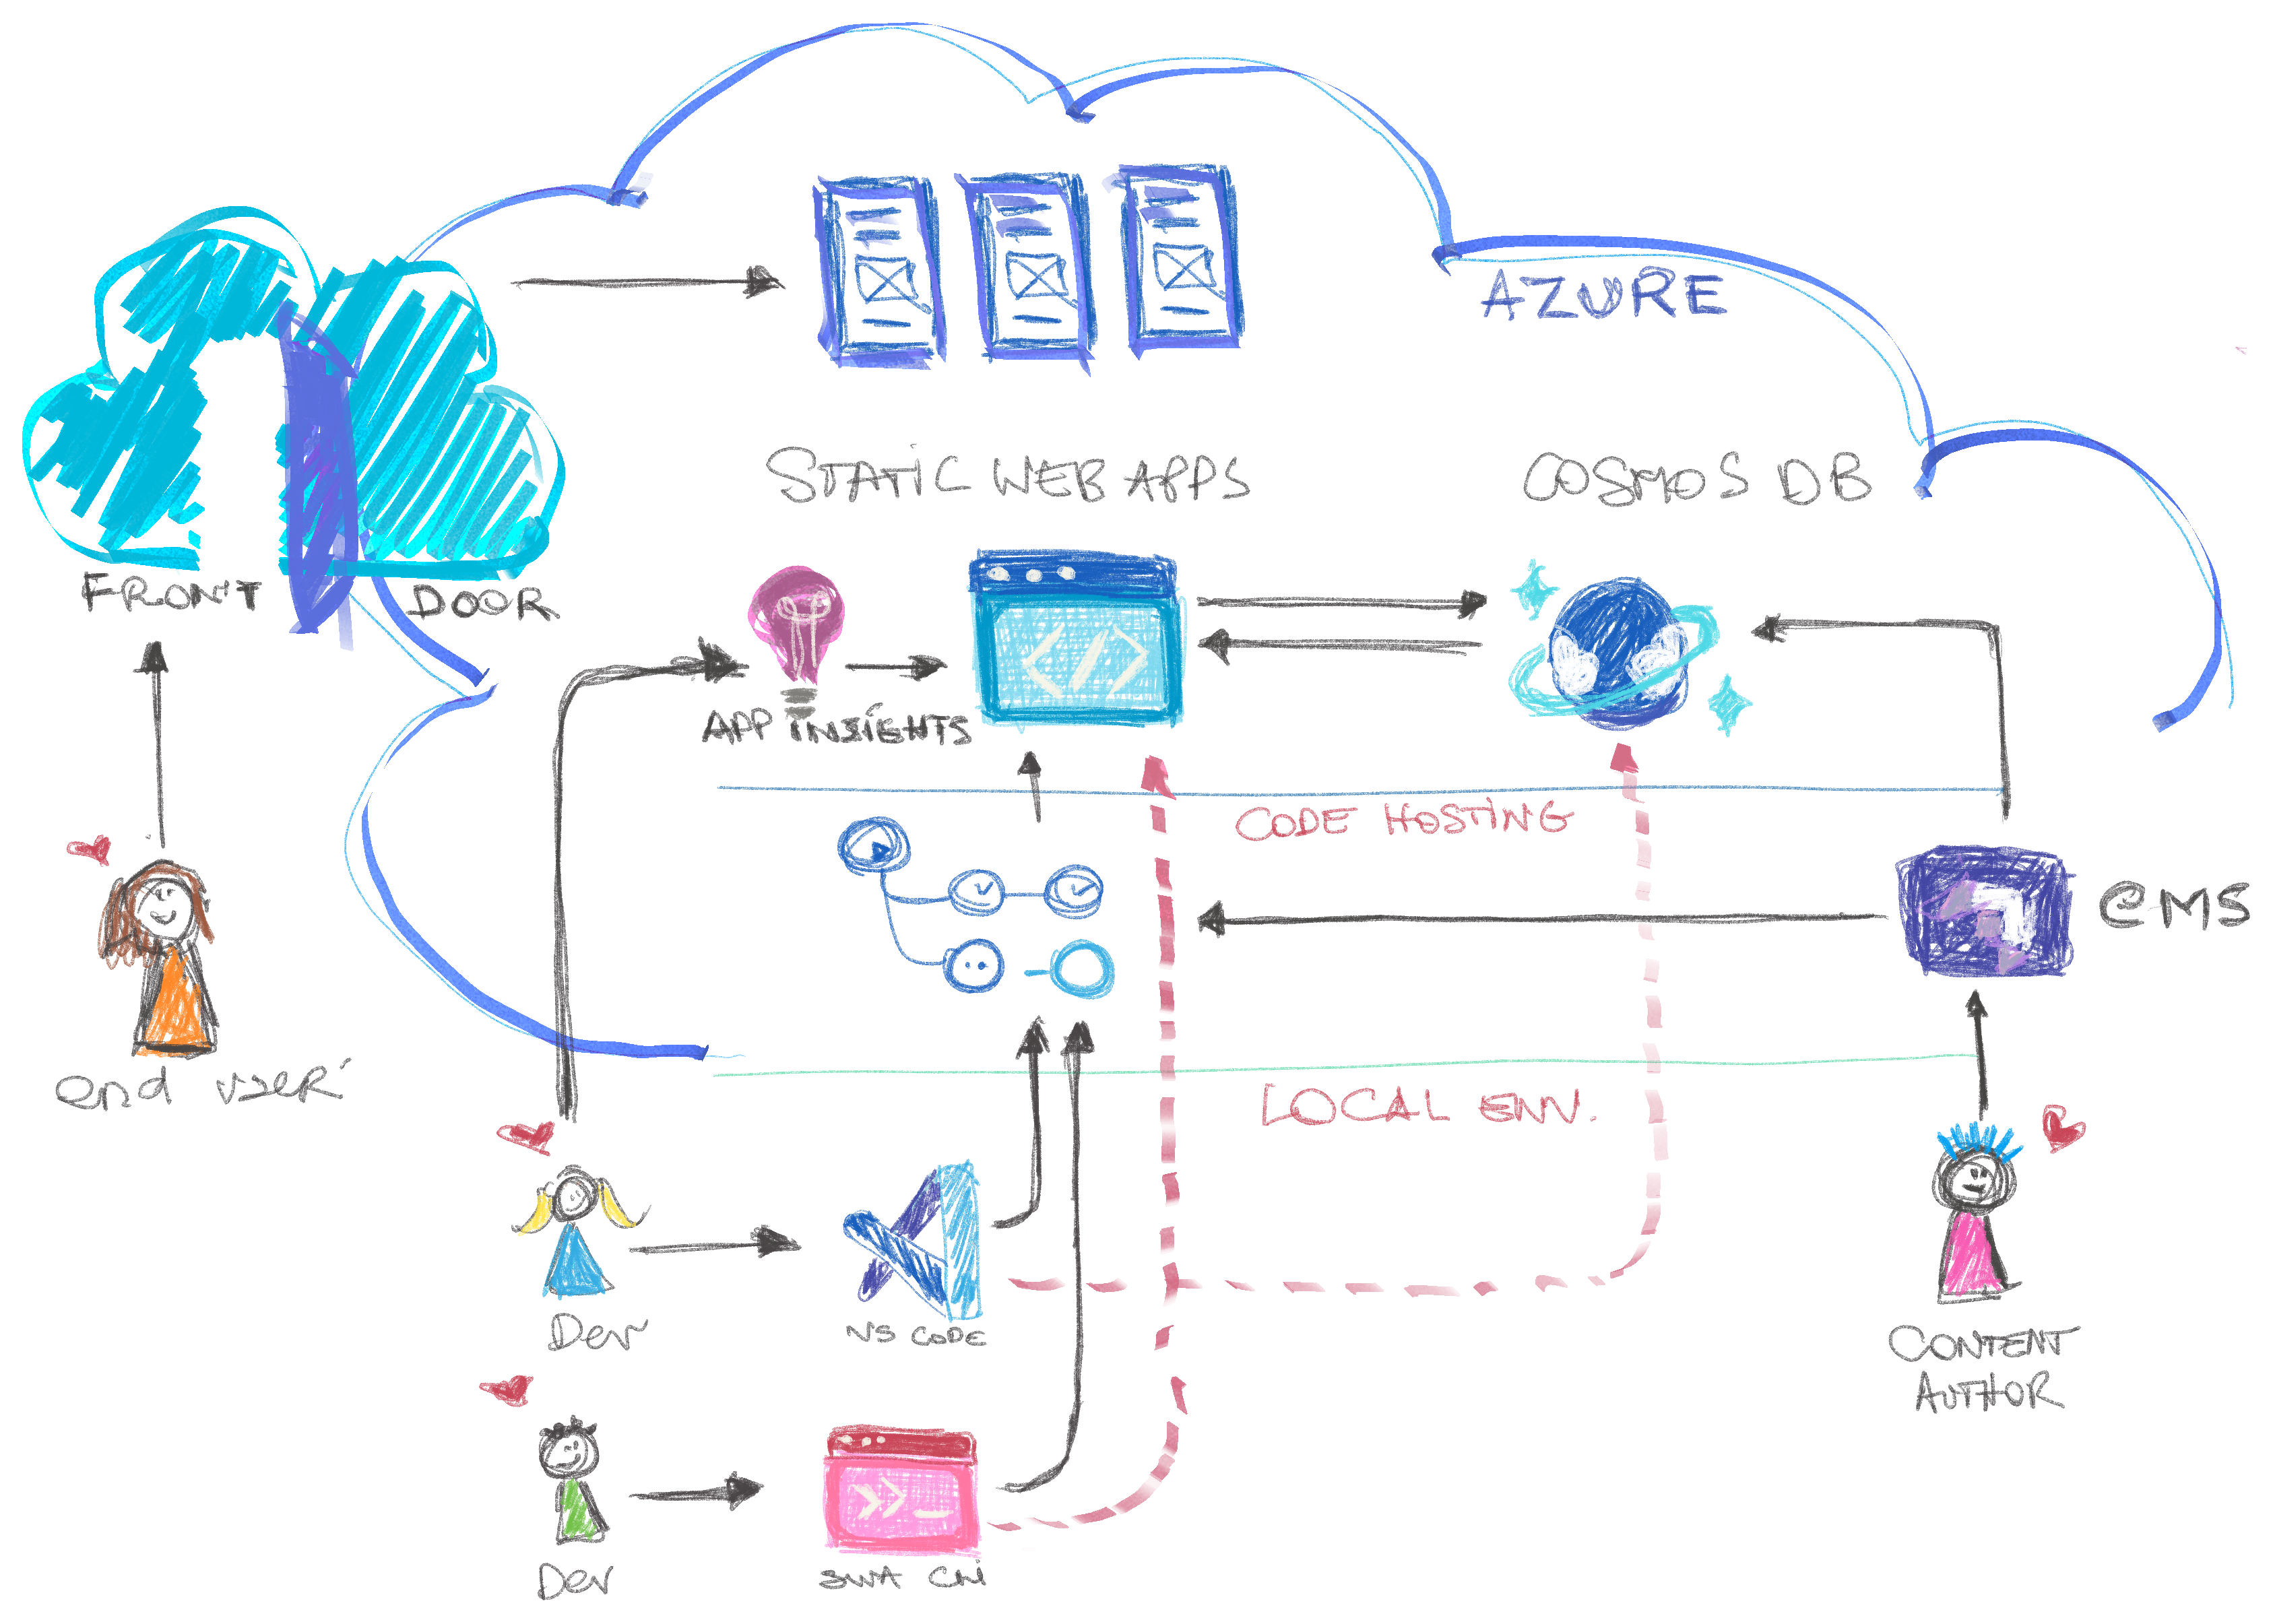 AZURE
STATIC WEB APPS
COSMOS DB
FRONT DOOR
APP INSIGHTS
CODE HOSTING
CMS
end user
LOCAL ENV.
Dev
VS CODE
CONTENT
AUTHOR
Dev
SWA CLI